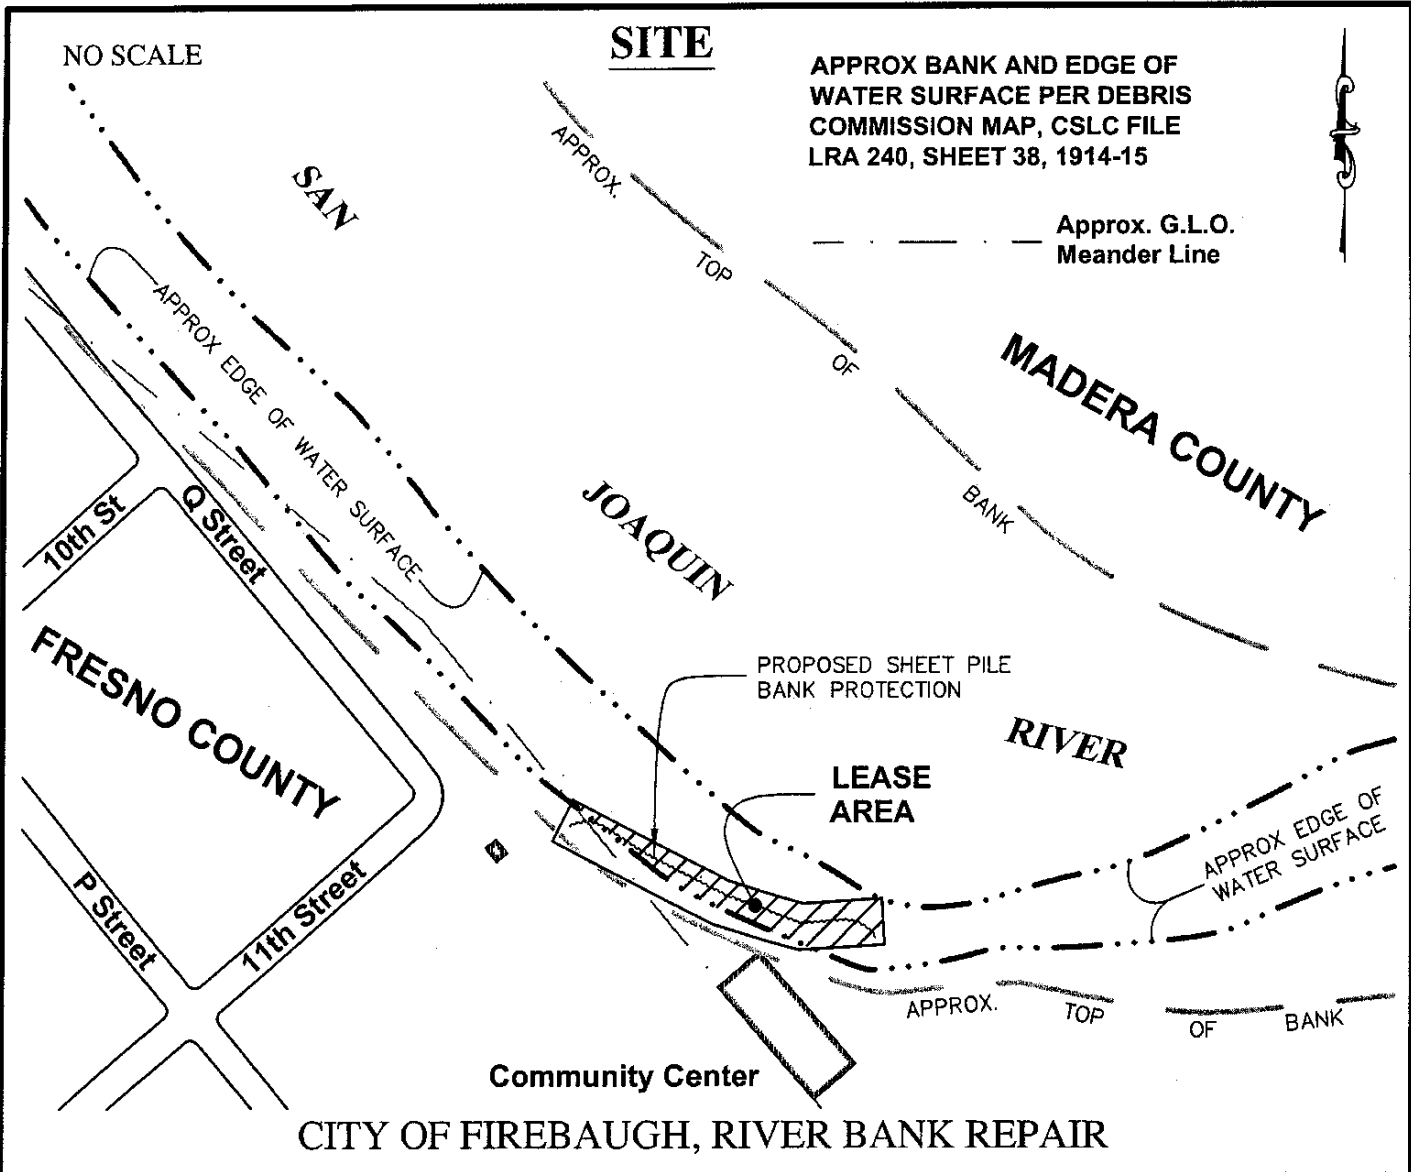 SITE
NO SCALE
APPROX BANK AND EDGE OF
WATER SURFACE PER DEBRIS
COMMISSION MAP, CSLC FILE
LRA 240, SHEET 38, 1914-15
Approx. G.L.O.
Meander Line
APPROX.
TOP
OF
BANK
SAN
JOAQUIN
RIVER
MADERA COUNTY
APPROX EDGE OF WATER SURFACE
10th St
Q Street
FRESNO COUNTY
PROPOSED SHEET PILE
BANK PROTECTION
LEASE
AREA
APPROX EDGE OF
WATER SURFACE
P Street
11th Street
APPROX.
TOP
OF
BANK
Community Center
CITY OF FIREBAUGH, RIVER BANK REPAIR